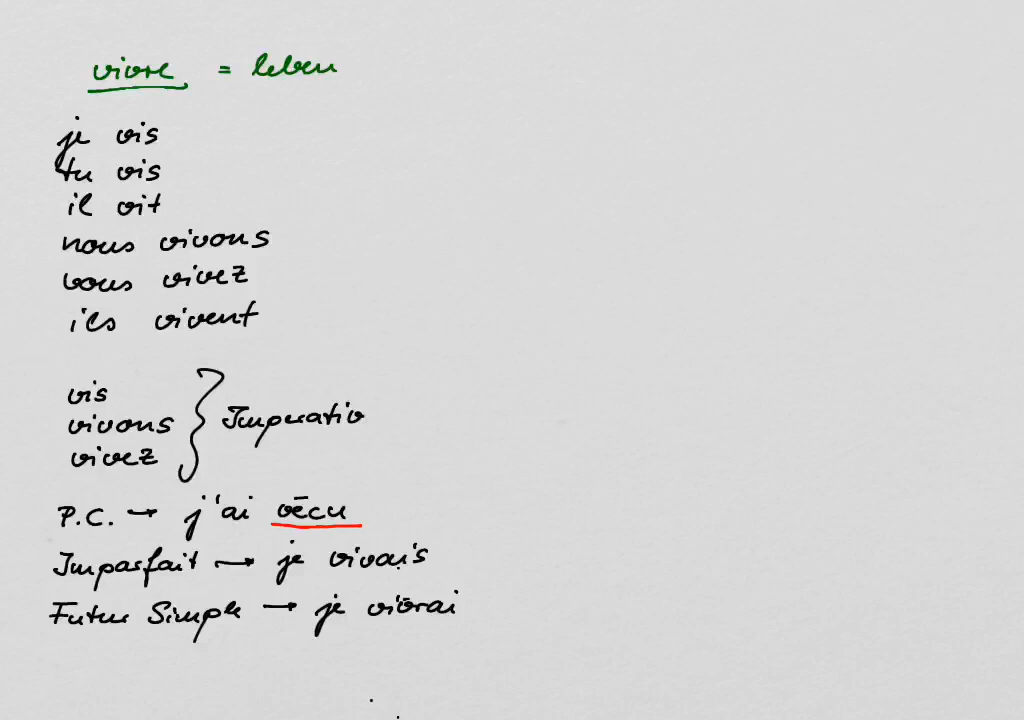 vivre = leben
je vis
tu vis
il vit
nous vivons
vous vivez
ils vivent
vis
vivons
vivez
} Imperativ
P.C. → j'ai vécu
Imparfait → je vivais
Futur Simple → je vivrai